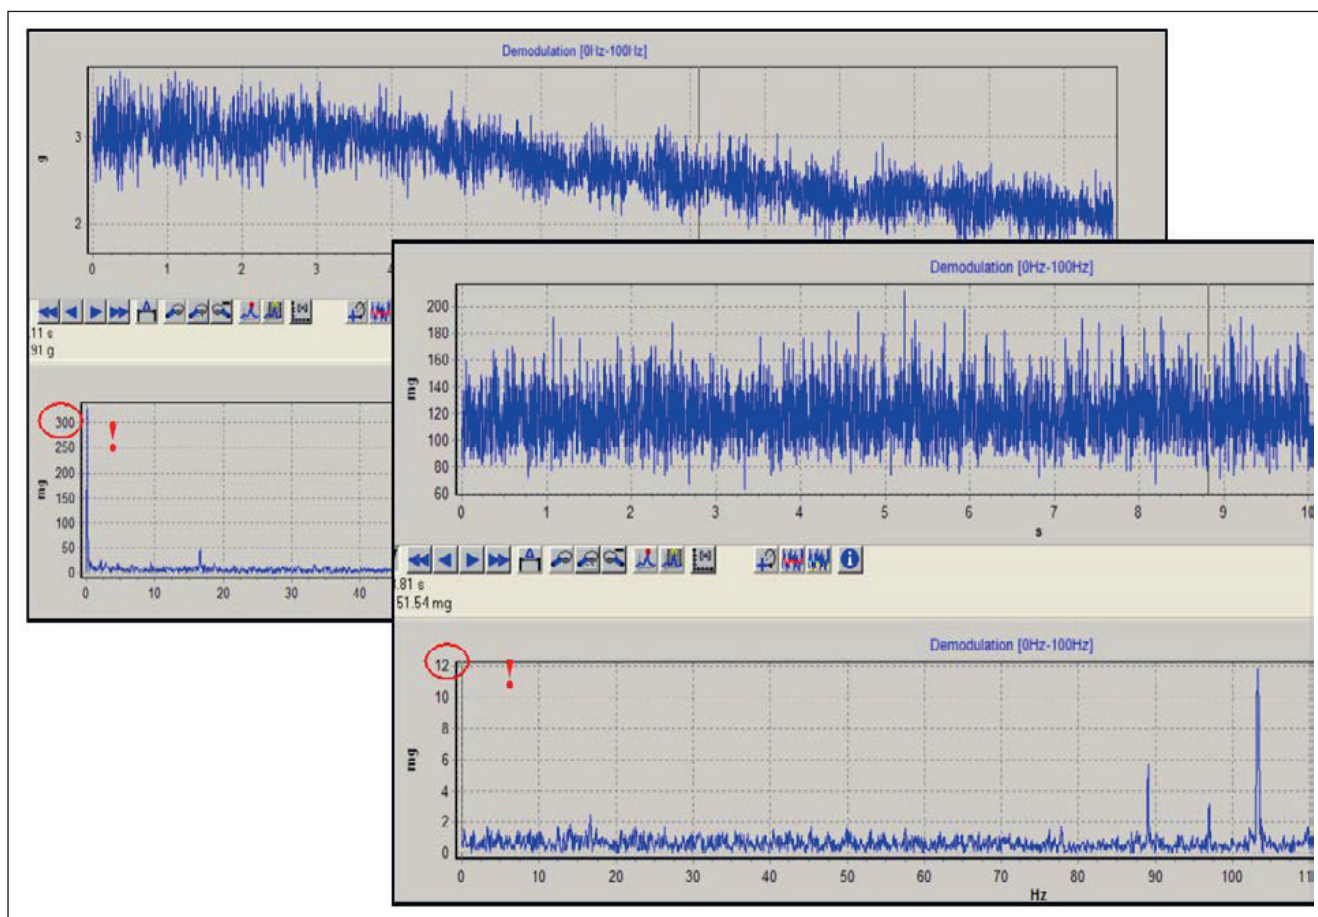 Demodulation [0Hz-100Hz]
g
3
2
0 1 2 3
.11 s
91 g
mg
300
250
200
150
100
50
0
!
0 10 20 30 40
Demodulation [0Hz-100Hz]
mg
200
180
160
140
120
100
80
60
0 1 2 3 4 5 6 7 8 9 10
s
.81 s
51.54 mg
Demodulation [0Hz-100Hz]
mg
12
10
8
6
4
2
0
!
0 10 20 30 40 50 60 70 80 90 100
Hz